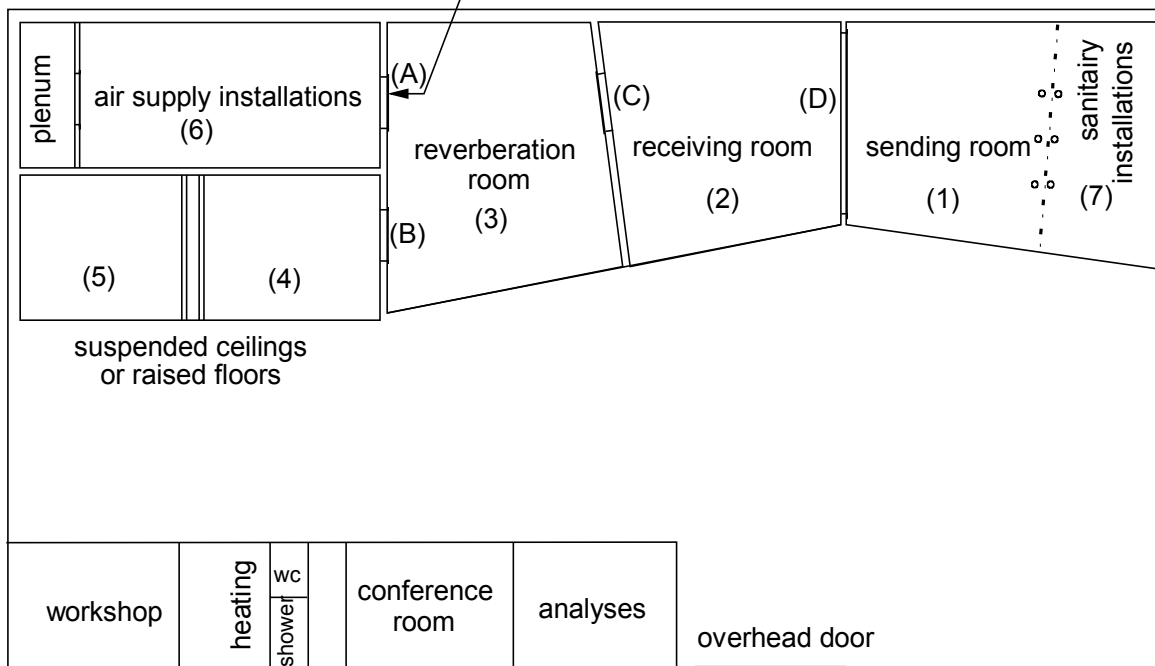 plenum
air supply installations
(6)
(A)
(B)
reverberation
room
(3)
(C)
receiving room
(2)
(D)
sending room
(1)
sanitairy
installations
(7)
(5)
(4)
suspended ceilings
or raised floors
workshop
heating
wc
shower
conference
room
analyses
overhead door